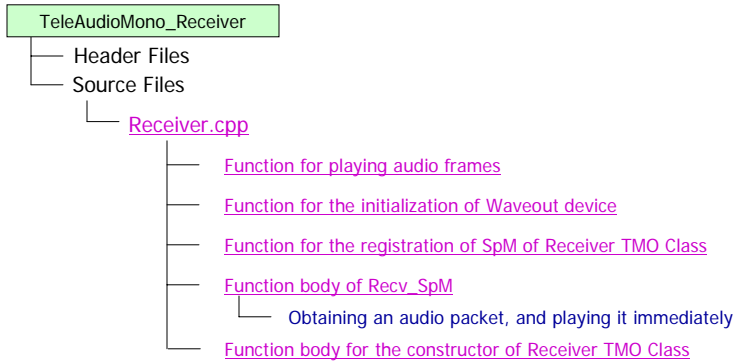 TeleAudioMono_Receiver
Header Files
Source Files
Receiver.cpp
Function for playing audio frames
Function for the initialization of Waveout device
Function for the registration of SpM of Receiver TMO Class
Function body of Recv_SpM
Obtaining an audio packet, and playing it immediately
Function body for the constructor of Receiver TMO Class